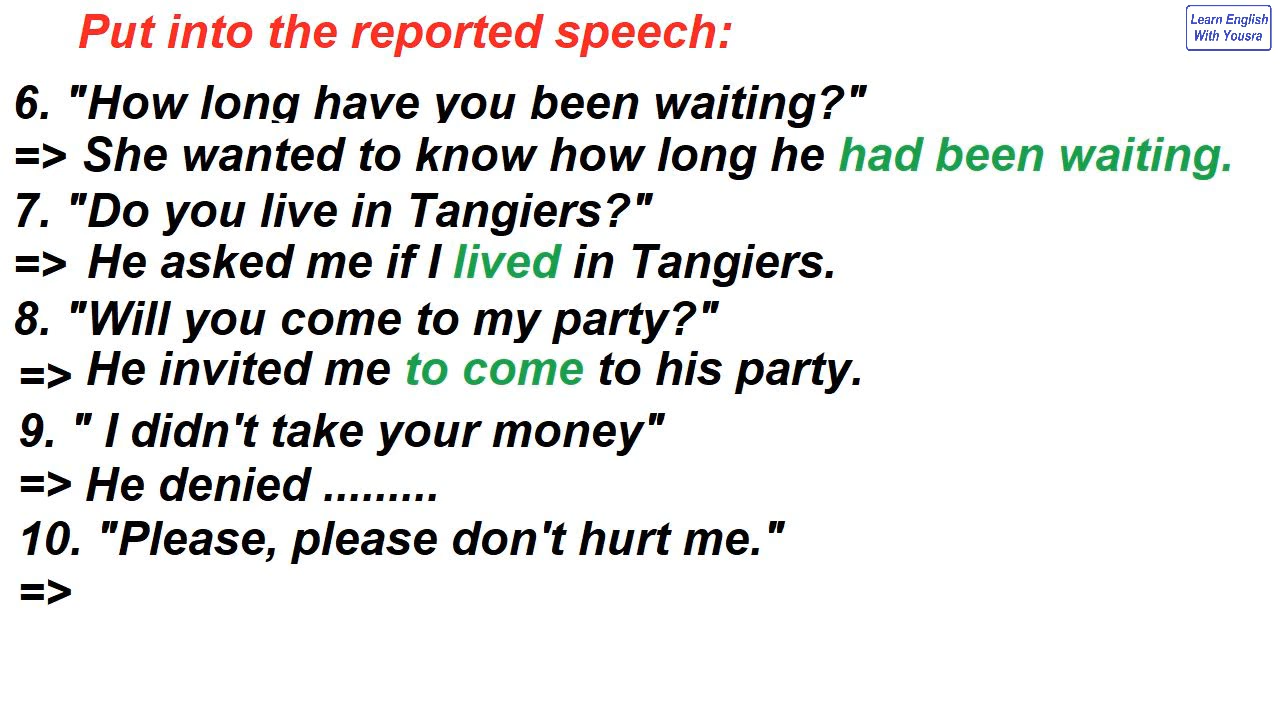 Put into the reported speech:
Learn English
With Yousra
6. "How long have you been waiting?"
=> She wanted to know how long he had been waiting.
7. "Do you live in Tangiers?"
=> He asked me if I lived in Tangiers.
8. "Will you come to my party?"
=> He invited me to come to his party.
9. " I didn't take your money"
=> He denied .........
10. "Please, please don't hurt me."
=>